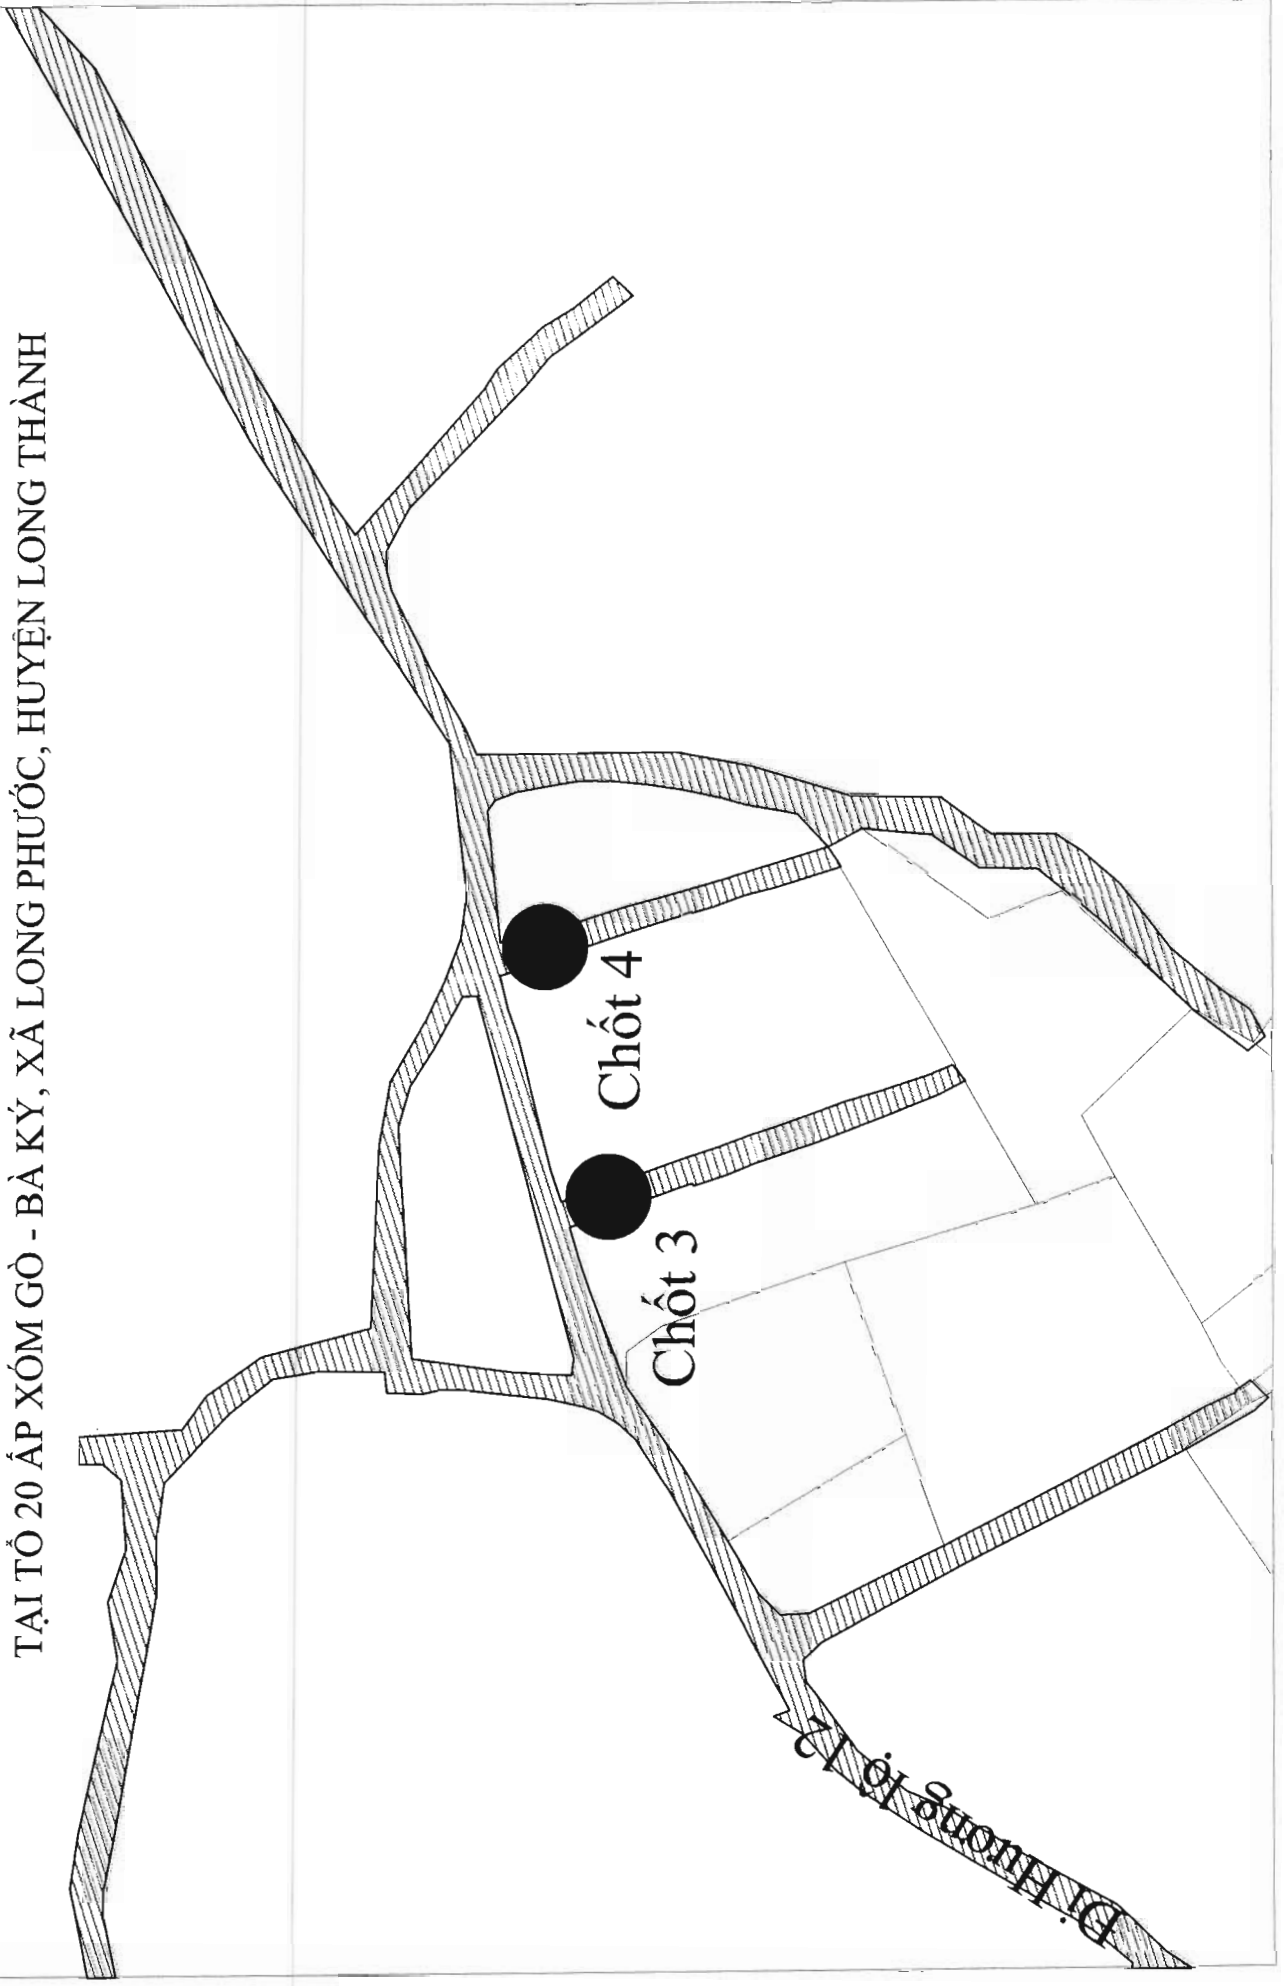 TẠI TỔ 20 ẤP XÓM GÒ - BÀ KÝ, XÃ LONG PHƯỚC, HUYỆN LONG THÀNH
Chốt 4
Chốt 3
Đi Hương lộ 12